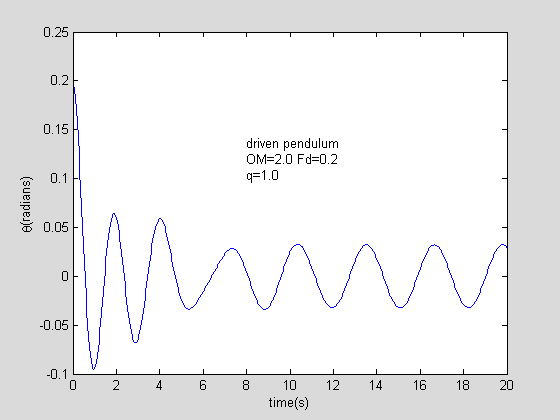 0.25
0.2
0.15
0.1
0.05
0
-0.05
-0.1
θ(radians)
driven pendulum
OM=2.0 Fd=0.2
q=1.0
0 2 4 6 8 10 12 14 16 18 20
time(s)